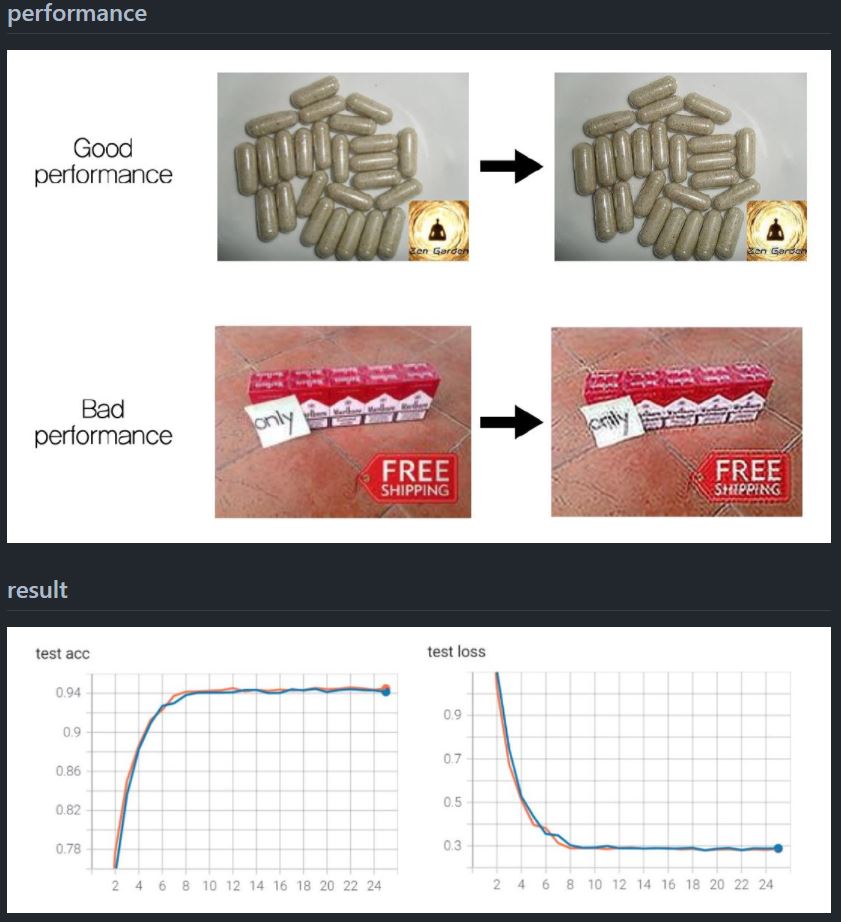 performance
Good
performance
Zen Garden
Zen Garden
Bad
performance
only
Marlboro Marlboro Marlboro
FREE
SHIPPING
only
FREE
SHIPPING
result
test acc
0.94
0.9
0.86
0.82
0.78
2 4 6 8 10 12 14 16 18 20 22 24
test loss
0.9
0.7
0.5
0.3
2 4 6 8 10 12 14 16 18 20 22 24